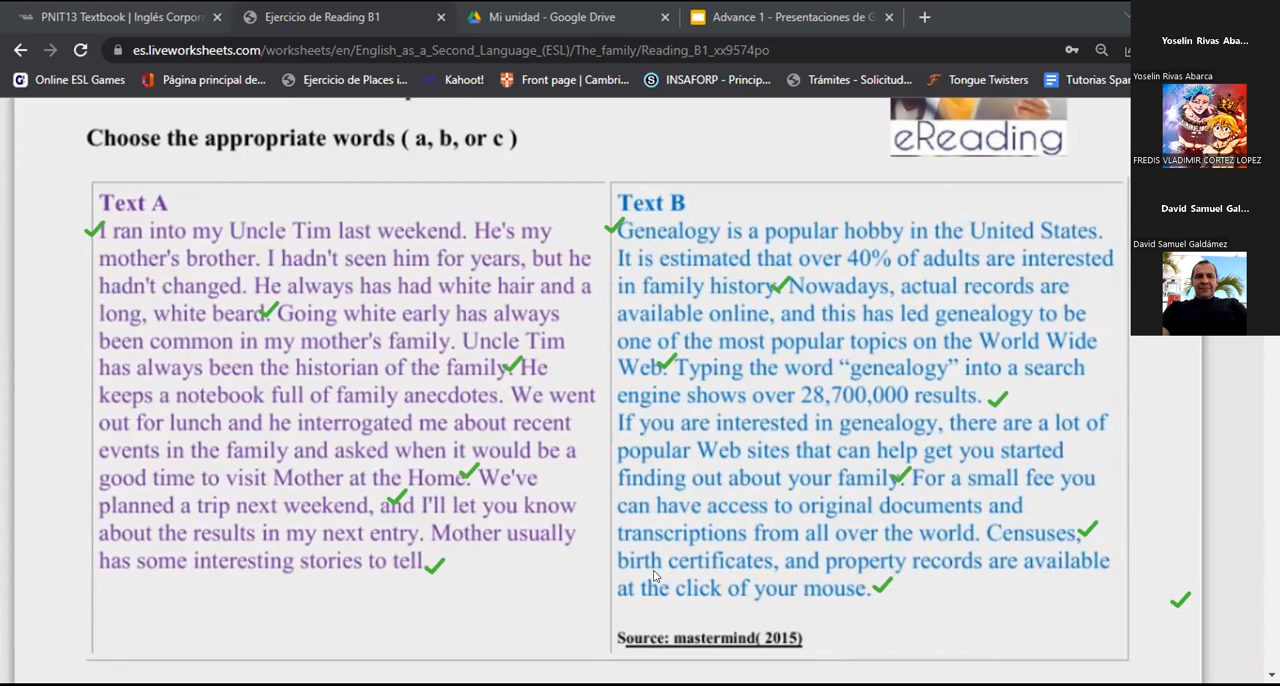 PNIT13 Textbook | Inglés Corpor
Ejercicio de Reading B1
Mi unidad - Google Drive
Advance 1 - Presentaciones de G
es.liveworksheets.com/worksheets/en/English_as_a_Second_Language_(ESL)/The_family/Reading_B1_xx9574po
Online ESL Games
Página principal de...
Ejercicio de Places i...
Kahoot!
Front page | Cambri...
INSAFORP - Princip...
Trámites - Solicitud...
Tongue Twisters
Tutorias Spar
Choose the appropriate words ( a, b, or c )
eReading
Text A
I ran into my Uncle Tim last weekend. He's my
mother's brother. I hadn't seen him for years, but he
hadn't changed. He always has had white hair and a
long, white beard. Going white early has always
been common in my mother's family. Uncle Tim
has always been the historian of the family. He
keeps a notebook full of family anecdotes. We went
out for lunch and he interrogated me about recent
events in the family and asked when it would be a
good time to visit Mother at the Home. We've
planned a trip next weekend, and I'll let you know
about the results in my next entry. Mother usually
has some interesting stories to tell.
Text B
Genealogy is a popular hobby in the United States.
It is estimated that over 40% of adults are interested
in family history. Nowadays, actual records are
available online, and this has led genealogy to be
one of the most popular topics on the World Wide
Web. Typing the word “genealogy” into a search
engine shows over 28,700,000 results.
If you are interested in genealogy, there are a lot of
popular Web sites that can help get you started
finding out about your family. For a small fee you
can have access to original documents and
transcriptions from all over the world. Censuses,
birth certificates, and property records are available
at the click of your mouse.
Source: mastermind( 2015)
Yoselin Rivas Aba...
Yoselin Rivas Abarca
FREDIS VLADIMIR CORTEZ LOPEZ
David Samuel Gal...
David Samuel Galdámez